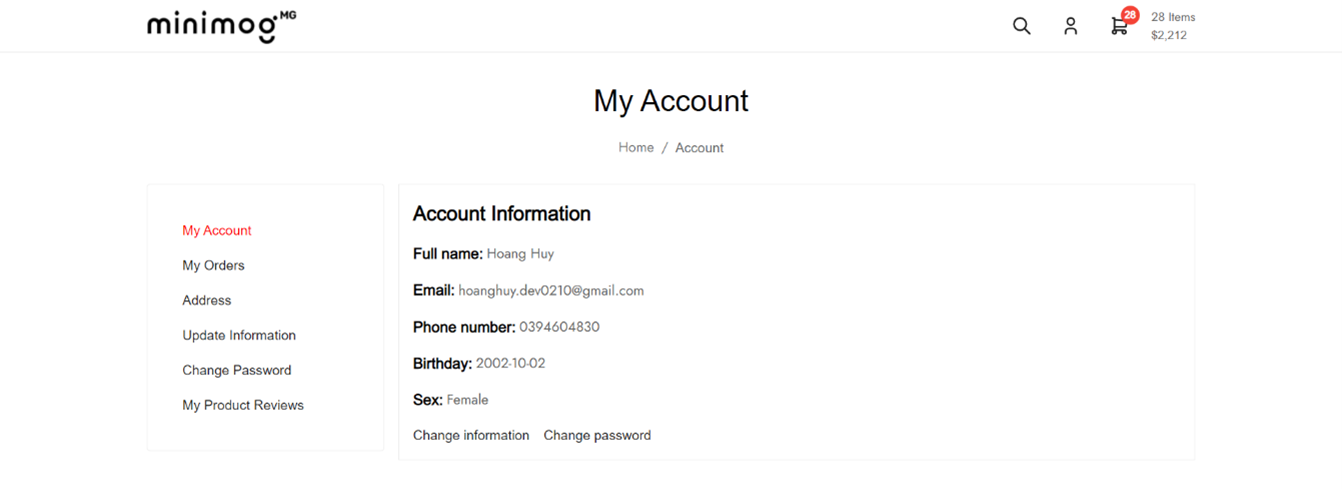 minimog MG
28
28 Items
$2,212
My Account
Home / Account
My Account
My Orders
Address
Update Information
Change Password
My Product Reviews
Account Information
Full name: Hoang Huy
Email: hoanghuy.dev0210@gmail.com
Phone number: 0394604830
Birthday: 2002-10-02
Sex: Female
Change information Change password